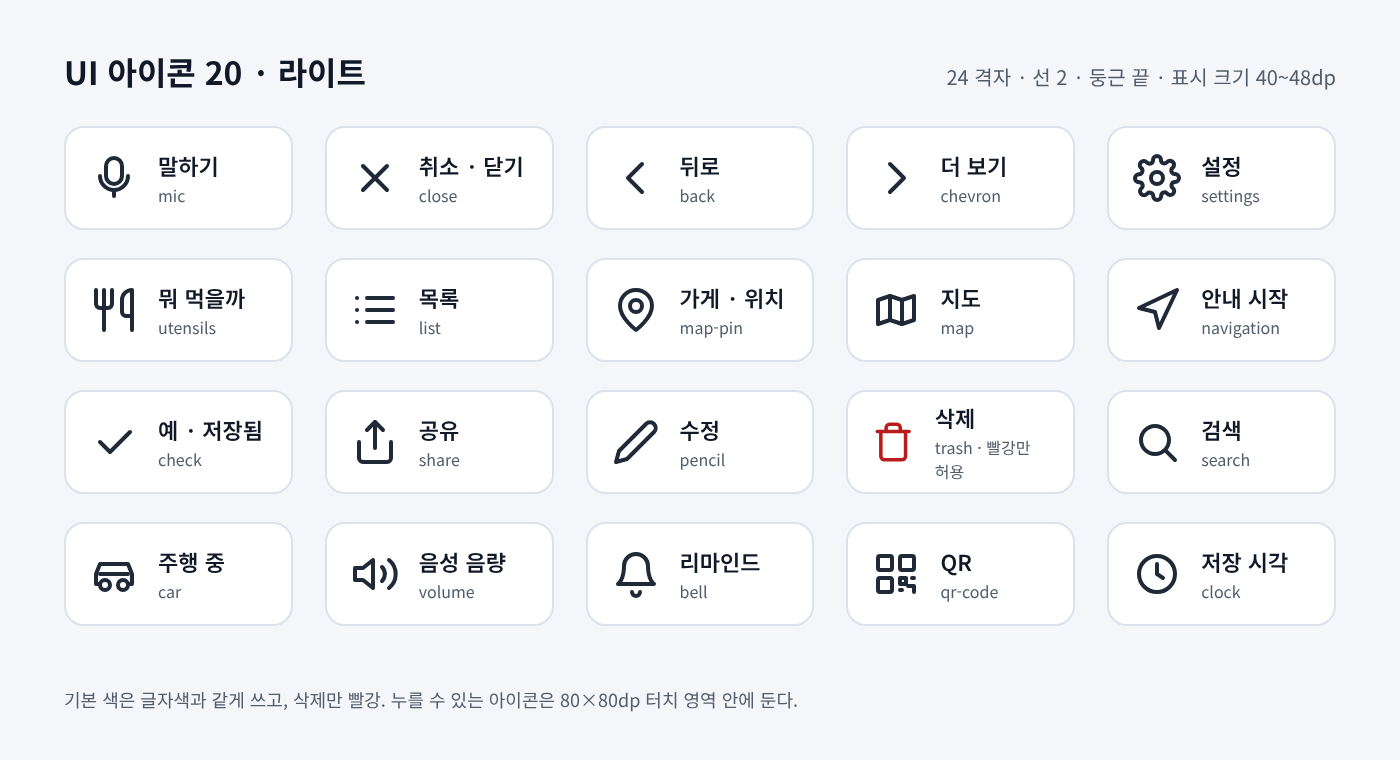 UI 아이콘 20 · 라이트
24 격자 · 선 2 · 둥근 끝 · 표시 크기 40~48dp
말하기
mic
취소 · 닫기
close
뒤로
back
더 보기
chevron
설정
settings
뭐 먹을까
utensils
목록
list
가게 · 위치
map-pin
지도
map
안내 시작
navigation
예 · 저장됨
check
공유
share
수정
pencil
삭제
trash · 빨강만
허용
검색
search
주행 중
car
음성 음량
volume
리마인드
bell
QR
qr-code
저장 시각
clock
기본 색은 글자색과 같게 쓰고, 삭제만 빨강. 누를 수 있는 아이콘은 80×80dp 터치 영역 안에 둔다.